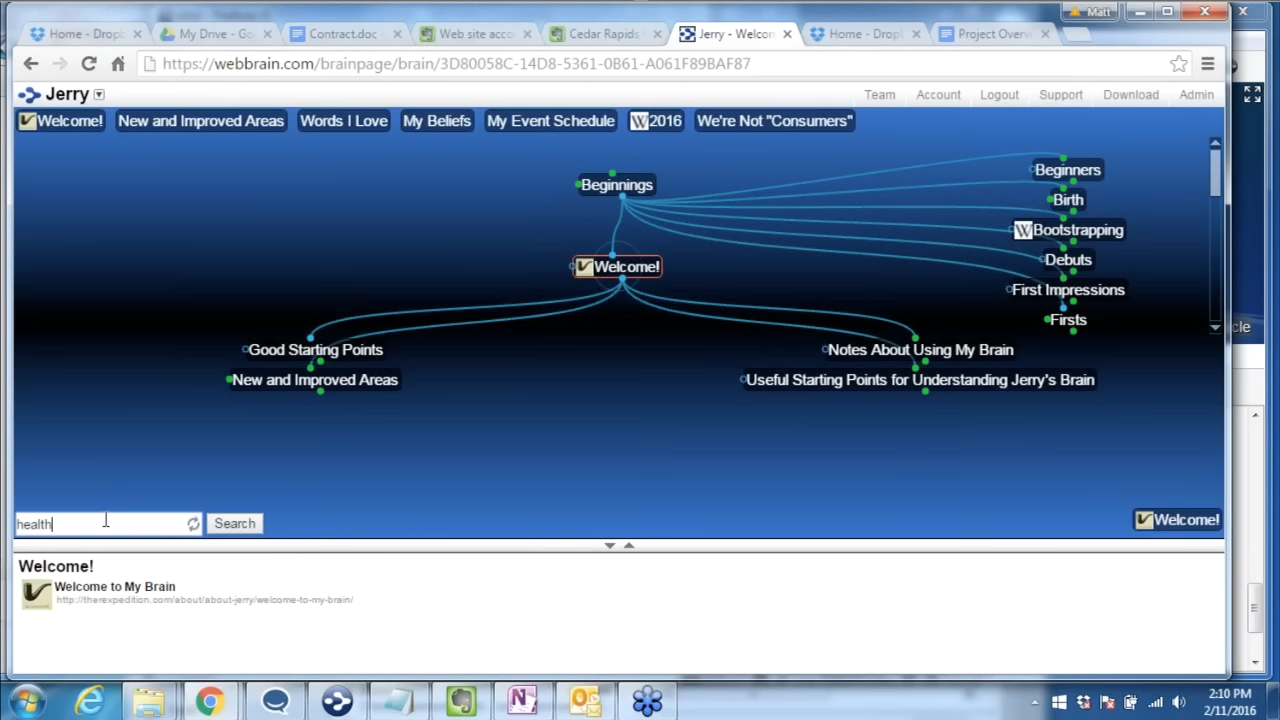 Matt
Home - Dropb
My Drive - Go
Contract.doc
Web site acco
Cedar Rapids
Jerry - Welcom
Home - Dropl
Project Overv
https://webbrain.com/brainpage/brain/3D80058C-14D8-5361-0B61-A061F89BAF87
Jerry
Team Account Logout Support Download Admin
Welcome! New and Improved Areas Words I Love My Beliefs My Event Schedule W 2016 We're Not "Consumers"
Beginnings
Beginners
Birth
W Bootstrapping
Debuts
First Impressions
Firsts
Welcome!
Good Starting Points
New and Improved Areas
Notes About Using My Brain
Useful Starting Points for Understanding Jerry's Brain
cle
health
Search
Welcome!
Welcome!
Welcome to My Brain
http://therexpedition.com/about/about-jerry/welcome-to-my-brain/
2:10 PM
2/11/2016